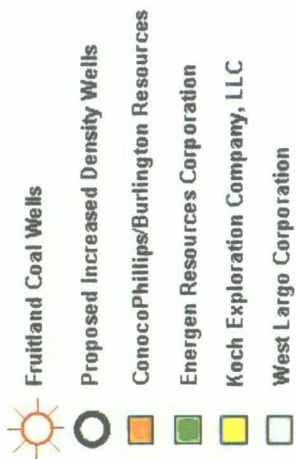 Fruitland Coal Wells
Proposed Increased Density Wells
ConocoPhillips/Burlington Resources
Energen Resources Corporation
Koch Exploration Company, LLC
West Largo Corporation